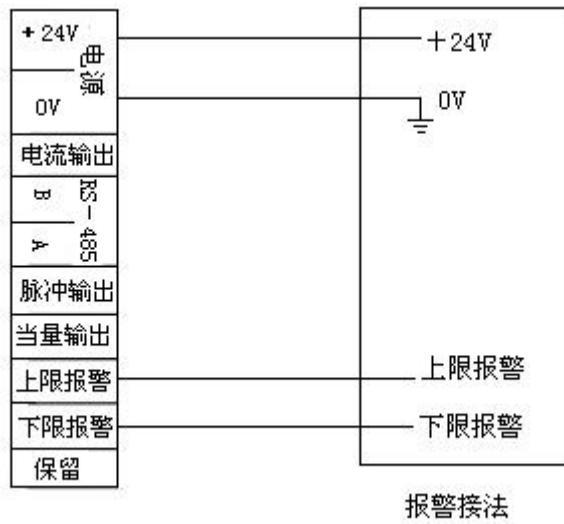 +24V
电源
0V
电流输出
B
A
RS-485
脉冲输出
当量输出
上限报警
下限报警
保留
+24V
0V
上限报警
下限报警
报警接法